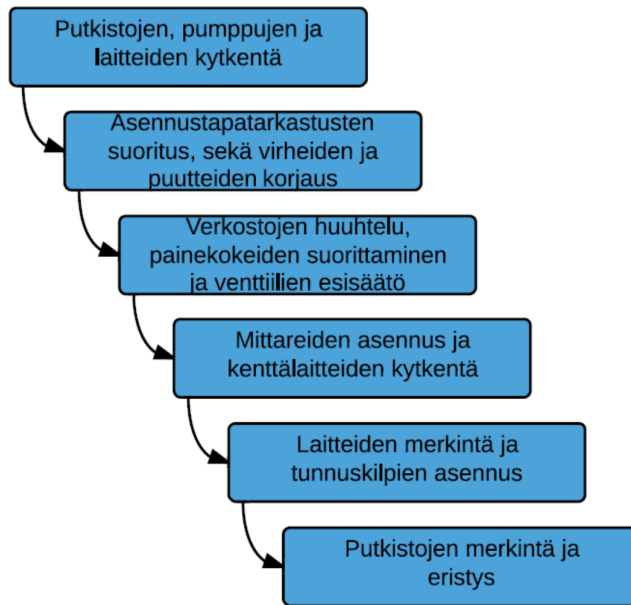 Putkistojen, pumppujen ja
laitteiden kytkentä
Asennustapatarkastusten
suoritus, sekä virheiden ja
puutteiden korjaus
Verkostojen huuhtelu,
painekokeiden suorittaminen
ja venttiilien esisäätö
Mittareiden asennus ja
kenttälaitteiden kytkentä
Laitteiden merkintä ja
tunnuskilpien asennus
Putkistojen merkintä ja
eristys